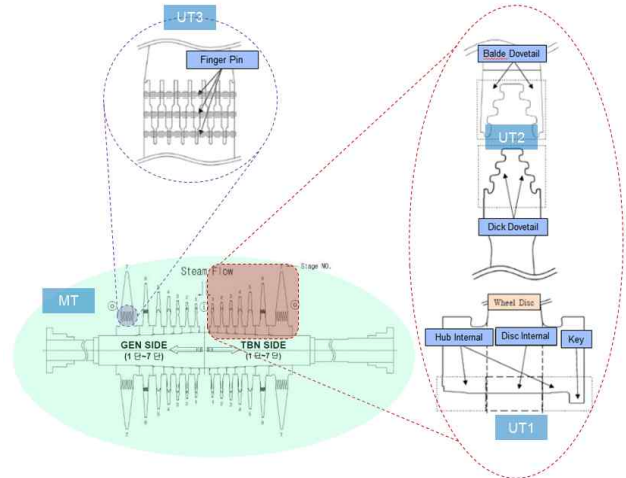 UT3
Finger Pin
Balde Dovetail
UT2
Dick Dovetail
Steam Flow
Stage NO.
MT
GEN SIDE
(1 단~7 단)
TBN SIDE
(1 단~7 단)
Wheel Disc
Hub Internal
Disc Internal
Key
UT1